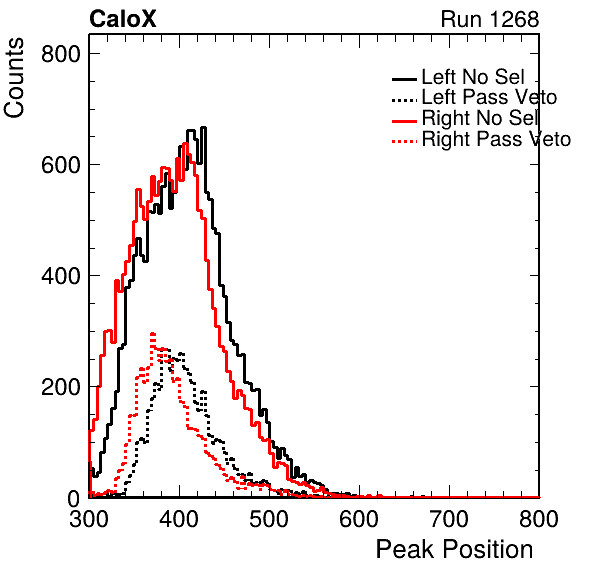 CaloX Run 1268
Counts
800
600
400
200
0
Left No Sel
Left Pass Veto
Right No Sel
Right Pass Veto
300 400 500 600 700 800
Peak Position